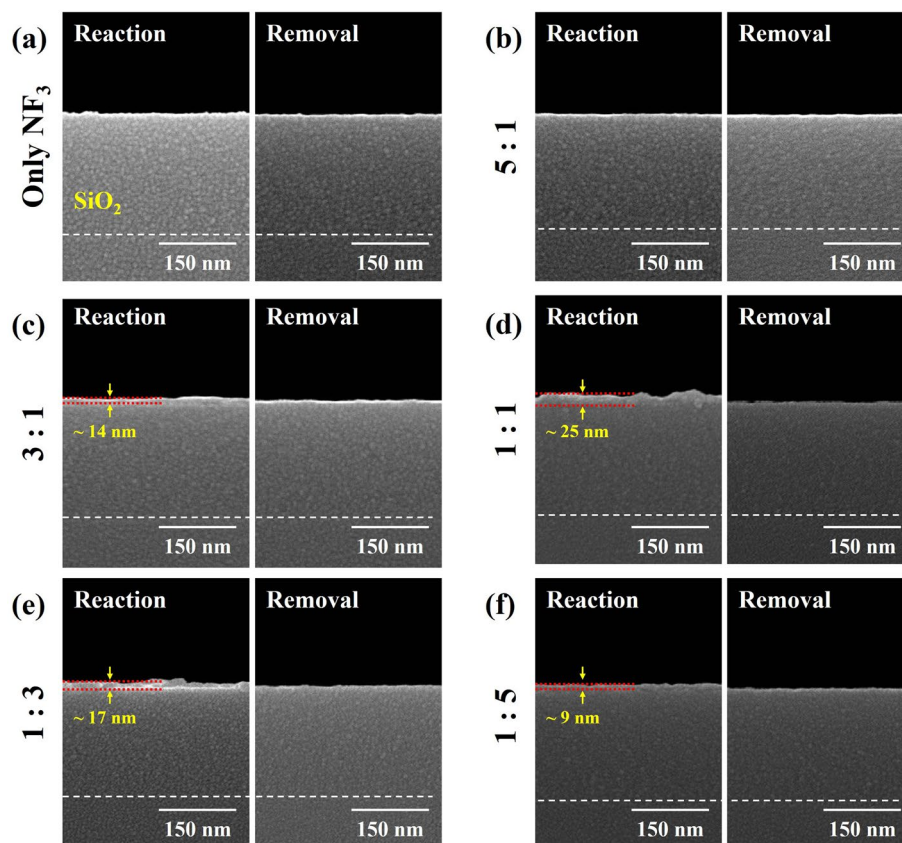 (a)
Only NF₃
Reaction
Removal
SiO₂
150 nm
150 nm
(b)
5 : 1
Reaction
Removal
150 nm
150 nm
(c)
3 : 1
Reaction
Removal
~ 14 nm
150 nm
150 nm
(d)
1 : 1
Reaction
Removal
~ 25 nm
150 nm
150 nm
(e)
1 : 3
Reaction
Removal
~ 17 nm
150 nm
150 nm
(f)
1 : 5
Reaction
Removal
~ 9 nm
150 nm
150 nm